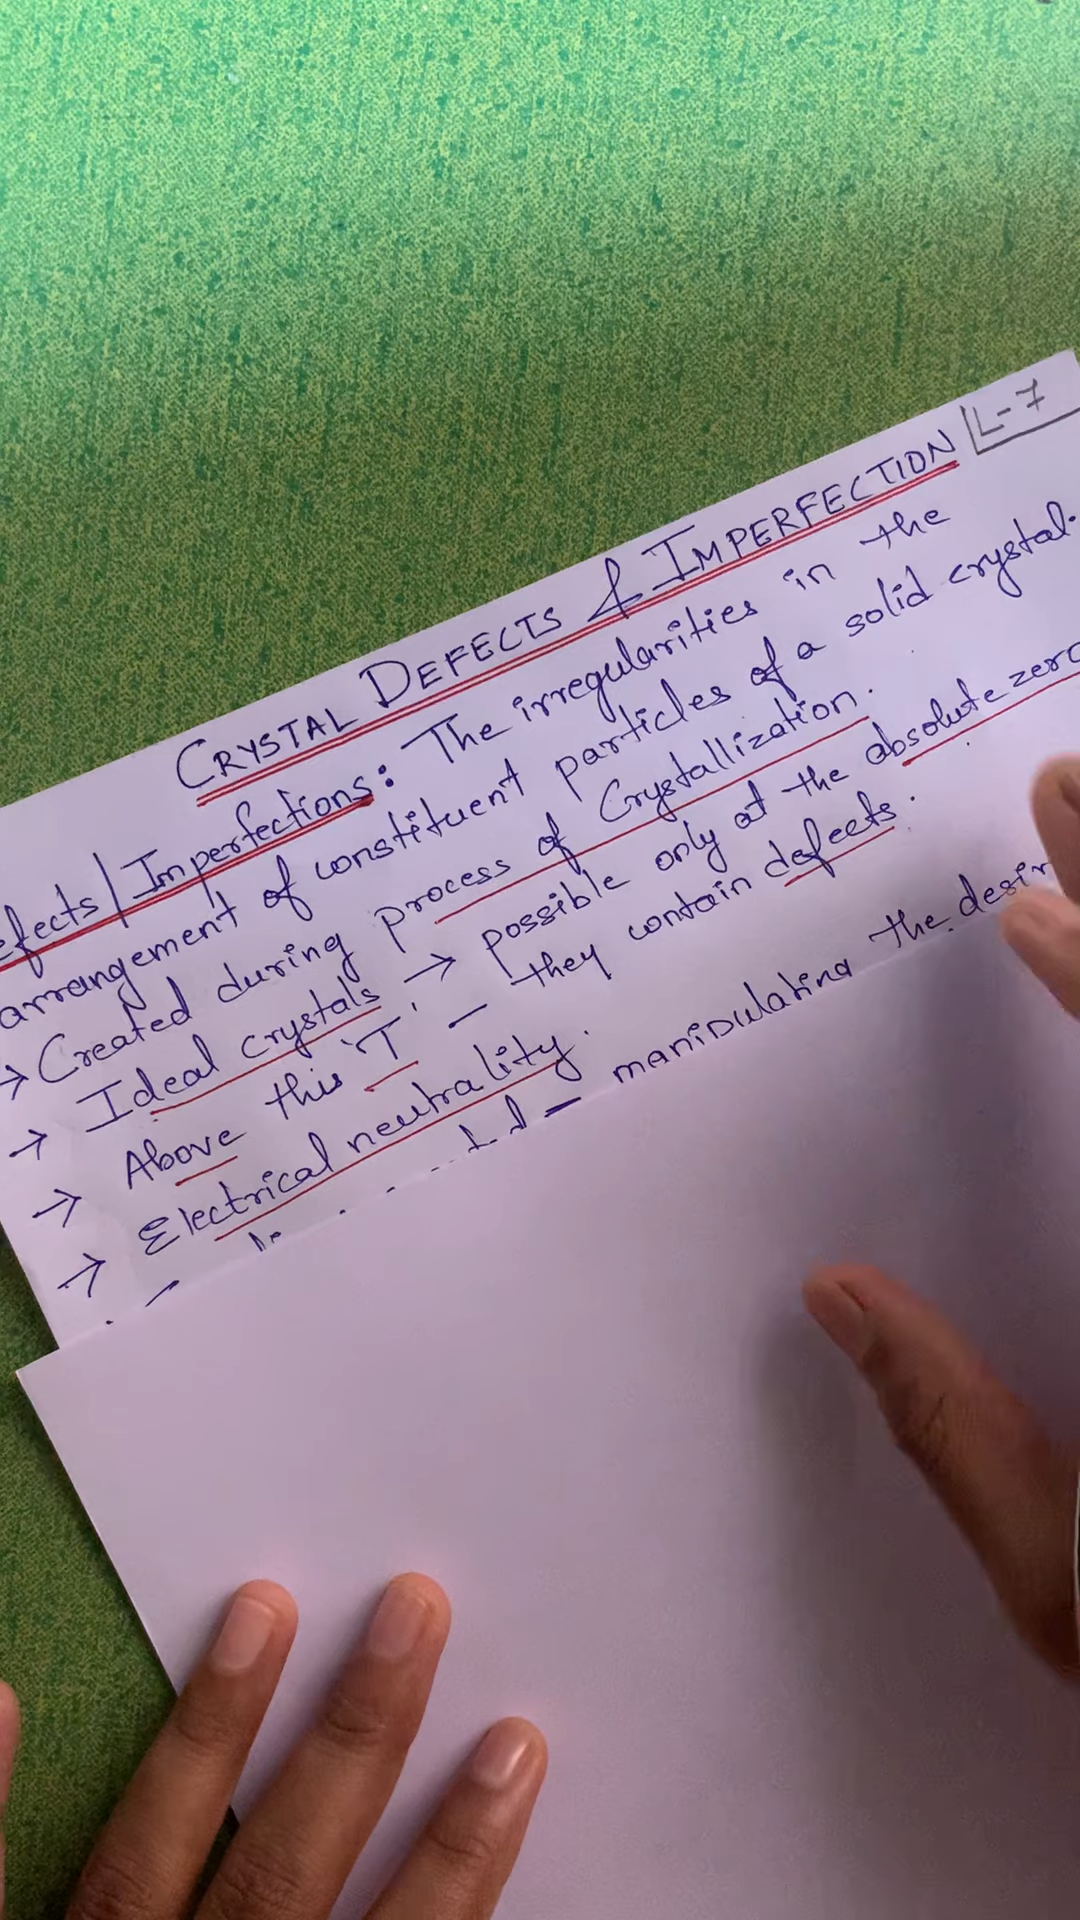 L-7
CRYSTAL DEFECTS & IMPERFECTION
efects/Imperfections: The irregularities in the
arrangement of constituent particles of a solid crystal.
→ Created during process of Crystallization.
→ Ideal crystals → possible only at the absolute zero
→ Above this 'T' – they contain defects.
→ Electrical neutrality.
– manipulating the desir